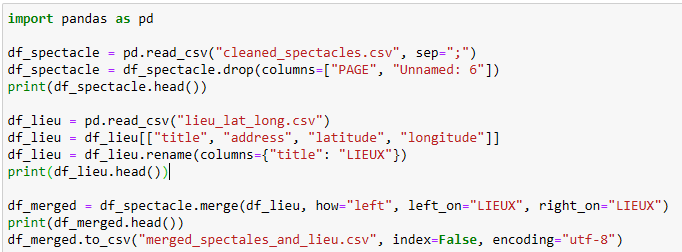 import pandas as pd
df_spectacle = pd.read_csv("cleaned_spectacles.csv", sep=";")
df_spectacle = df_spectacle.drop(columns=["PAGE", "Unnamed: 6"])
print(df_spectacle.head())
df_lieu = pd.read_csv("lieu_lat_long.csv")
df_lieu = df_lieu[["title", "address", "latitude", "longitude"]]
df_lieu = df_lieu.rename(columns={"title": "LIEUX"})
print(df_lieu.head())
df_merged = df_spectacle.merge(df_lieu, how="left", left_on="LIEUX", right_on="LIEUX")
print(df_merged.head())
df_merged.to_csv("merged_spectales_and_lieu.csv", index=False, encoding="utf-8")